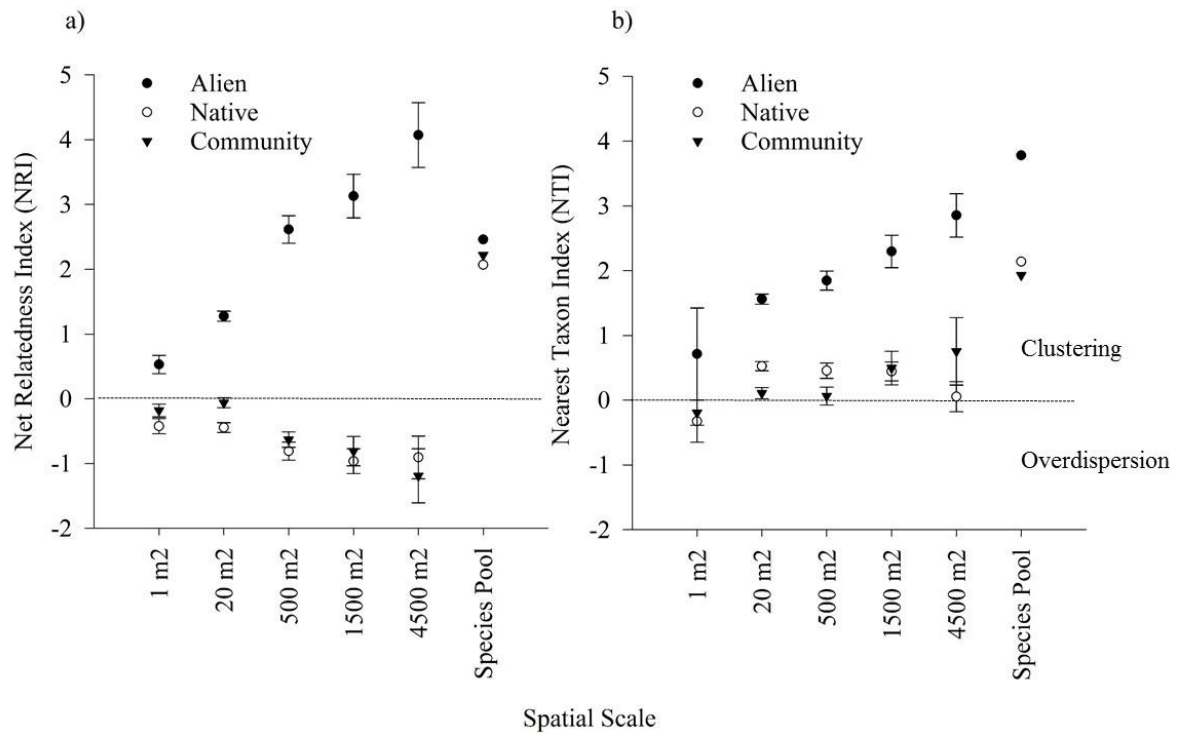 a)
5
4
3
2
1
0
-1
-2
Net Relatedness Index (NRI)
Alien
Native
Community
1 m2
20 m2
500 m2
1500 m2
4500 m2
Species Pool
b)
5
4
3
2
1
0
-1
-2
Nearest Taxon Index (NTI)
Alien
Native
Community
Clustering
Overdispersion
1 m2
20 m2
500 m2
1500 m2
4500 m2
Species Pool
Spatial Scale